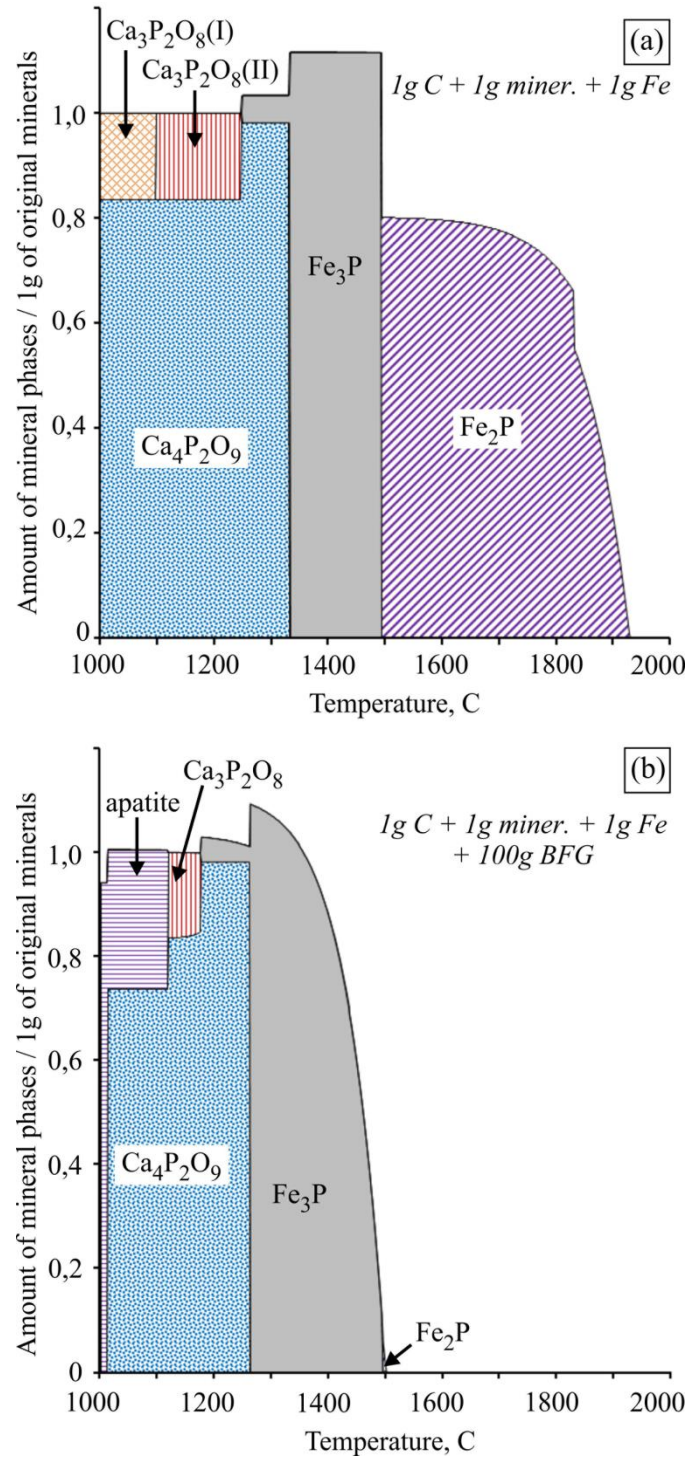 Ca3P2O8(I)
(a)
Ca3P2O8(II)
1g C + 1g miner. + 1g Fe
Amount of mineral phases / 1g of original minerals
1,0
0,8
0,6
0,4
0,2
0
Fe3P
Fe2P
Ca4P2O9
1000
1200
1400
1600
1800
2000
Temperature, C
Ca3P2O8
(b)
apatite
1g C + 1g miner. + 1g Fe
+ 100g BFG
Amount of mineral phases / 1g of original minerals
1,0
0,8
0,6
0,4
0,2
0
Ca4P2O9
Fe3P
Fe2P
1000
1200
1400
1600
1800
2000
Temperature, C